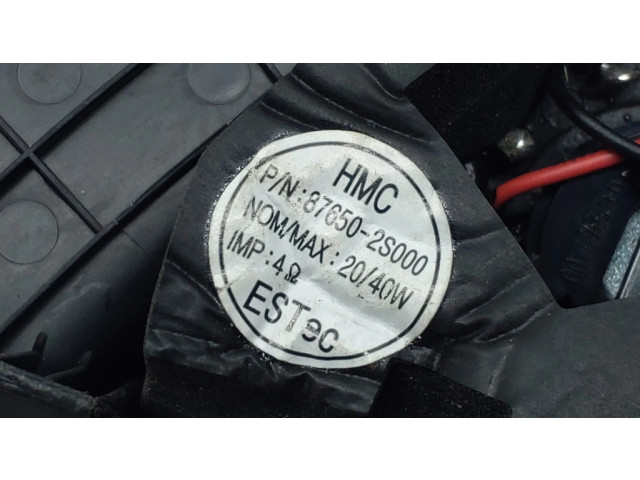 HMC
P/N:87650-2S000
NOM/MAX:20/40W
IMP:4Ω
ESTec